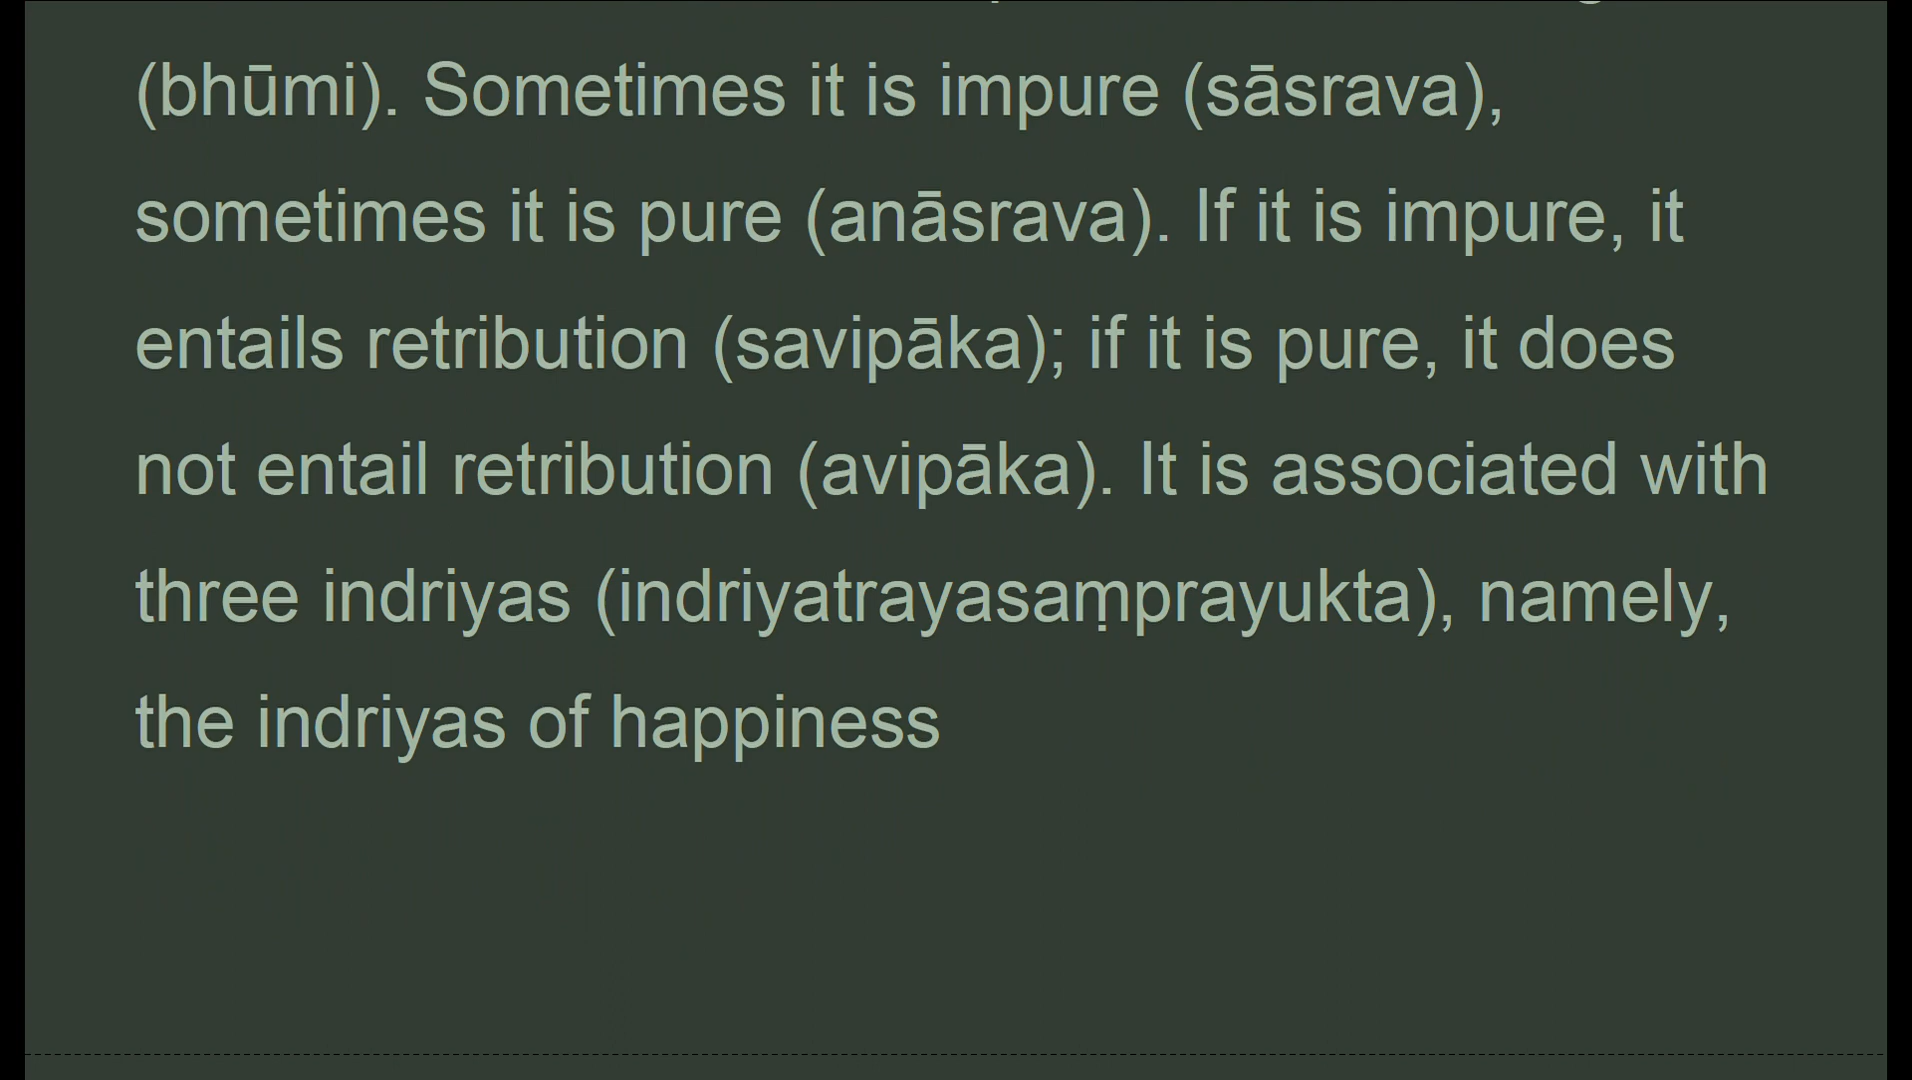 (bhūmi). Sometimes it is impure (sāsrava),
sometimes it is pure (anāsrava). If it is impure, it
entails retribution (savipāka); if it is pure, it does
not entail retribution (avipāka). It is associated with
three indriyas (indriyatrayasaṃprayukta), namely,
the indriyas of happiness